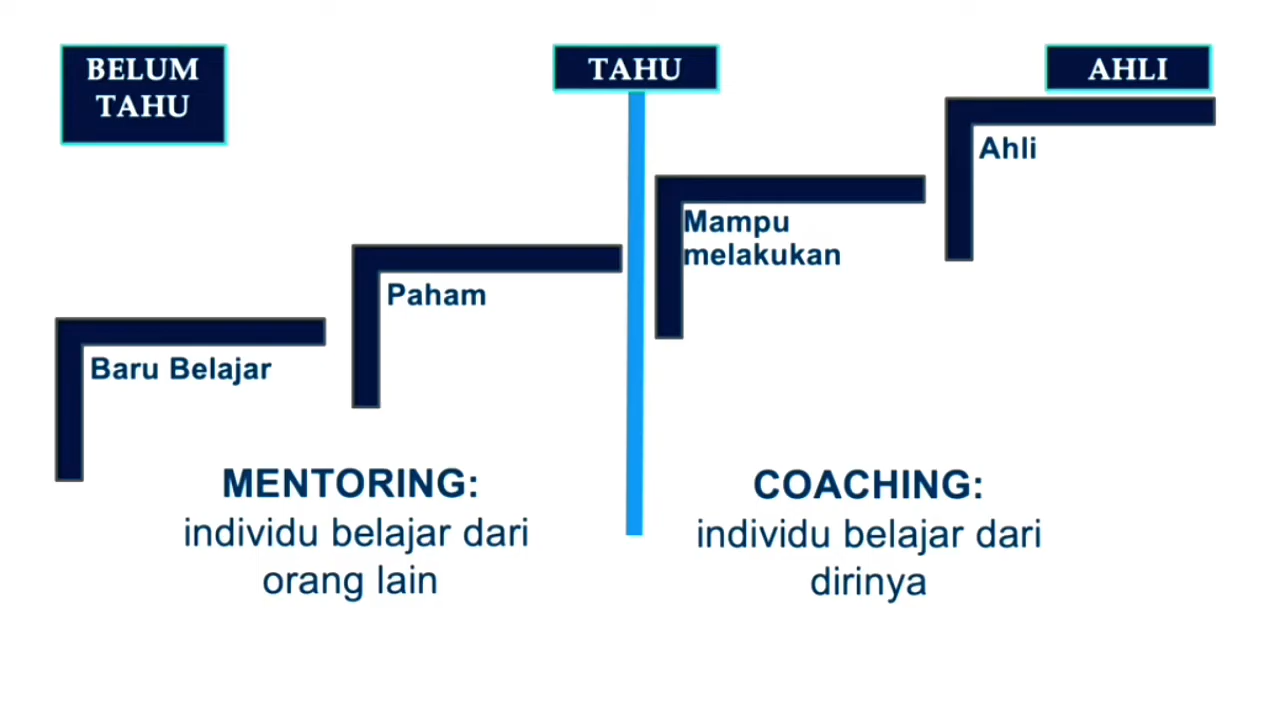 BELUM
TAHU
TAHU
AHLI
Ahli
Mampu
melakukan
Paham
Baru Belajar
MENTORING:
individu belajar dari
orang lain
COACHING:
individu belajar dari
dirinya